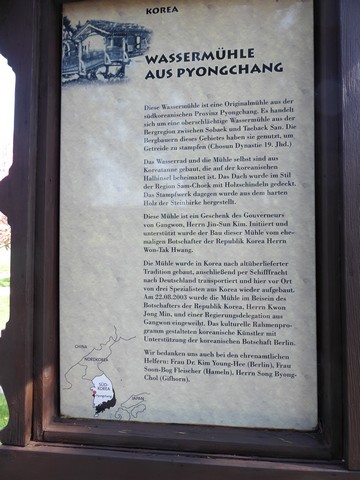 KOREA
WASSERMÜHLE
AUS PYONGCHANG
Diese Wassermühle ist eine Originalmühle aus der
südkoreanischen Provinz Pyongchang. Es handelt
sich um eine oberschlächtige Wassermühle aus der
Bergregion zwischen Sobaek und Taeback San. Die
Bergbauern dieses Gebietes haben sie genutzt, um
Getreide zu stampfen (Chosun Dynastie 19. Jhd.).
Das Wasserrad und die Mühle selbst sind aus
Koreatanne gebaut, die auf der koreanischen
Halbinsel beheimatet ist. Das Dach wurde im Stil
der Region Sam-Choek mit Holzschindeln gedeckt.
Das Stampfwerk dagegen wurde aus dem harten
Holz der Steinbirke hergestellt.
Diese Mühle ist ein Geschenk des Gouverneurs
von Gangwon, Herrn Jin-Sun Kim. Initiiert und
unterstützt wurde der Bau dieser Mühle vom ehe-
maligen Botschafter der Republik Korea Herrn
Won-Tak Hwang.
Die Mühle wurde in Korea nach altüberlieferter
Tradition gebaut, anschließend per Schifffracht
nach Deutschland transportiert und hier vor Ort
von drei Spezialisten aus Korea wieder aufgebaut.
Am 22.08.2003 wurde die Mühle im Beisein des
Botschafters der Republik Korea, Herrn Kwon
Jong Min, und einer Regierungsdelegation aus
Gangwon eingeweiht. Das kulturelle Rahmenpro-
gramm gestalteten koreanische Künstler mit
Unterstützung der koreanischen Botschaft Berlin.
Wir bedanken uns auch bei den ehrenamtlichen
Helfern: Frau Dr. Kim Young-Hee (Berlin), Frau
Soon-Bog Fleischer (Hameln), Herrn Song Byong-
Chol (Gifhorn).
CHINA
NORDKOREA
SÜD-
KOREA
Pyongchang
JAPAN